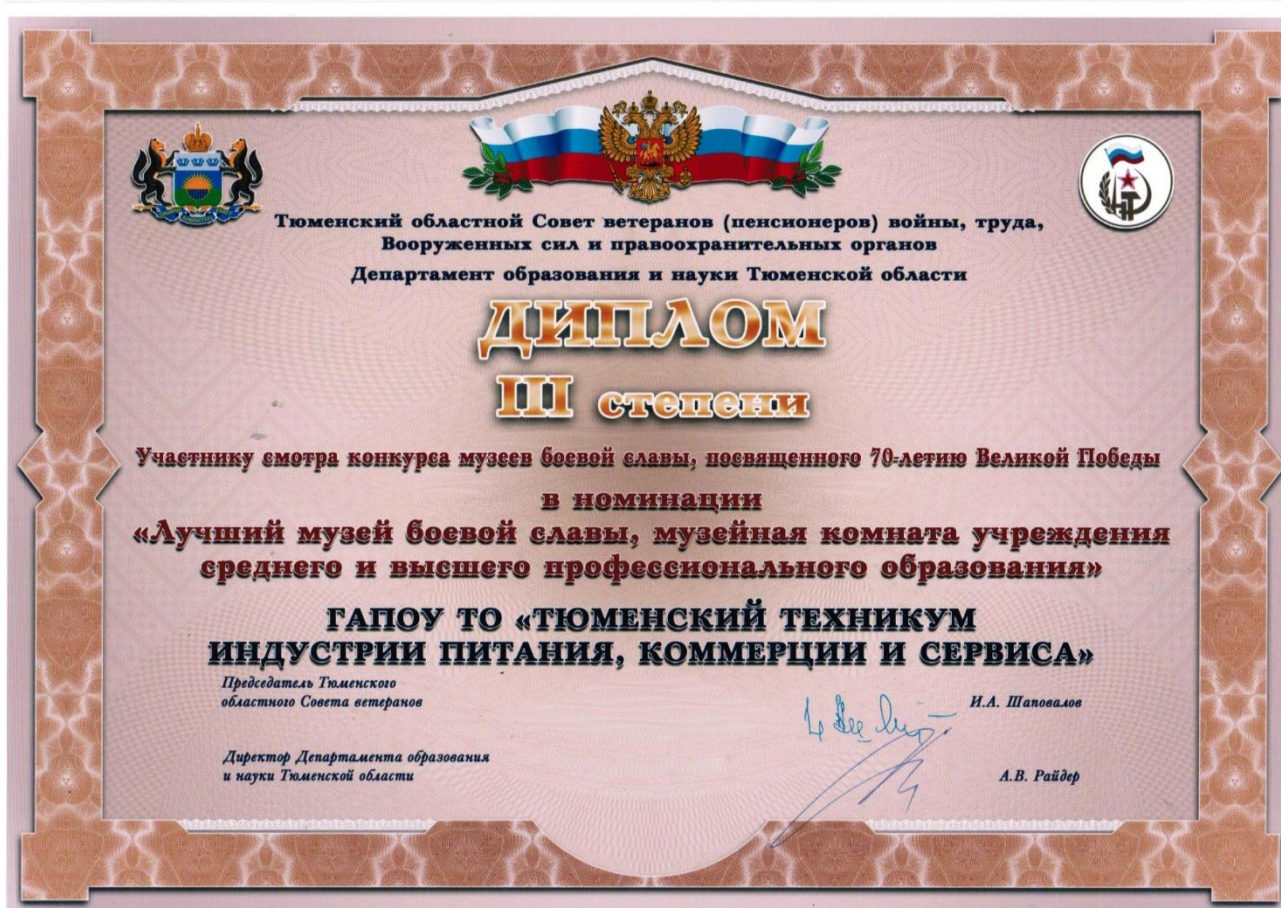 Тюменский областной Совет ветеранов (пенсионеров) войны, труда,
Вооруженных сил и правоохранительных органов
Департамент образования и науки Тюменской области
ДИПЛОМ
III степени
Участнику смотра конкурса музеев боевой славы, посвященного 70-летию Великой Победы
в номинации
«Лучший музей боевой славы, музейная комната учреждения
среднего и высшего профессионального образования»
ГАПОУ ТО «ТЮМЕНСКИЙ ТЕХНИКУМ
ИНДУСТРИИ ПИТАНИЯ, КОММЕРЦИИ И СЕРВИСА»
Председатель Тюменского
областного Совета ветеранов
И.А. Шаповалов
Директор Департамента образования
и науки Тюменской области
А.В. Райдер